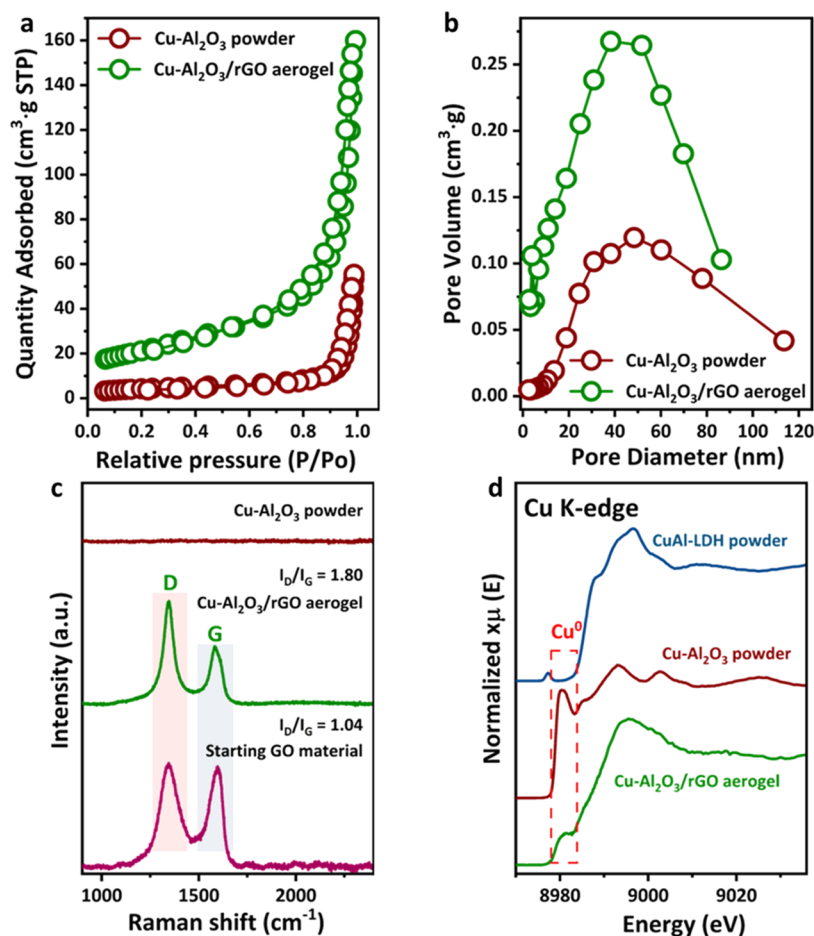 a
Cu-Al₂O₃ powder
Cu-Al₂O₃/rGO aerogel
160
140
120
100
80
60
40
20
0
0.0 0.2 0.4 0.6 0.8 1.0
Quantity Adsorbed (cm³·g STP)
Relative pressure (P/Po)
b
0.25
0.20
0.15
0.10
0.05
0.00
0 20 40 60 80 100 120
Pore Volume (cm³·g)
Cu-Al₂O₃ powder
Cu-Al₂O₃/rGO aerogel
Pore Diameter (nm)
c
Cu-Al₂O₃ powder
I_D/I_G = 1.80
Cu-Al₂O₃/rGO aerogel
D
G
I_D/I_G = 1.04
Starting GO material
Intensity (a.u.)
1000 1500 2000
Raman shift (cm⁻¹)
d
Cu K-edge
CuAl-LDH powder
Cu⁰
Cu-Al₂O₃ powder
Cu-Al₂O₃/rGO aerogel
Normalized xμ (E)
8980 9000 9020
Energy (eV)